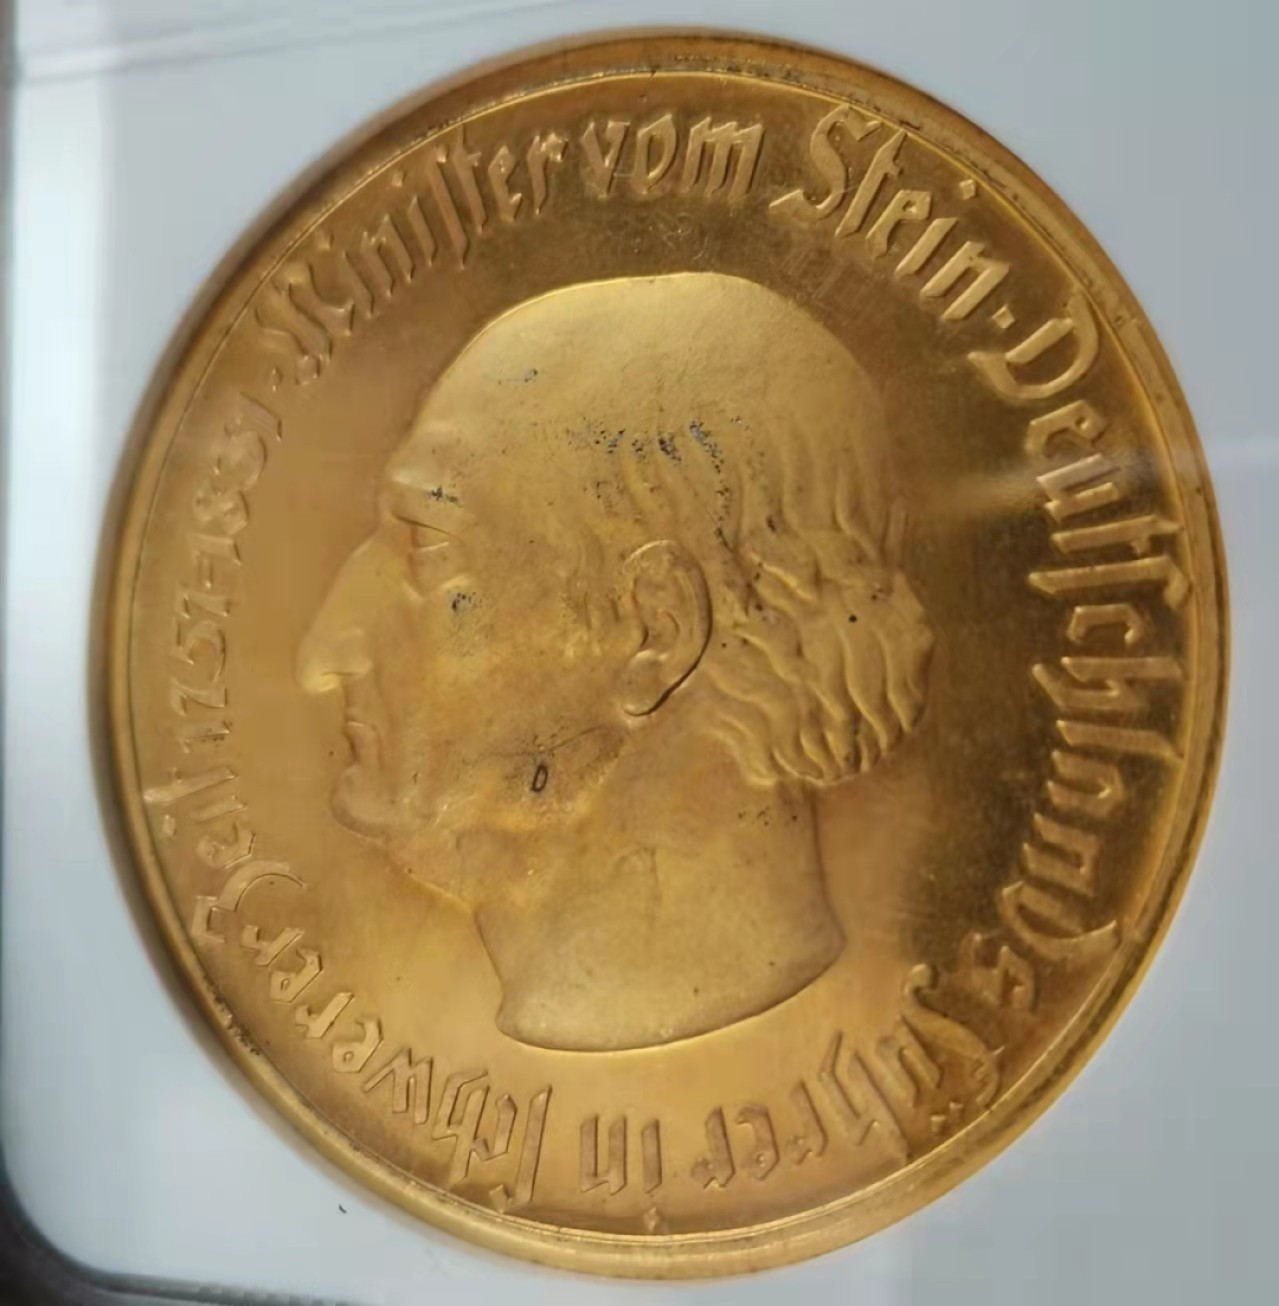 Minister vom Stein · Deutschlands Führer in schwerer Zeit 1757-1831 ·